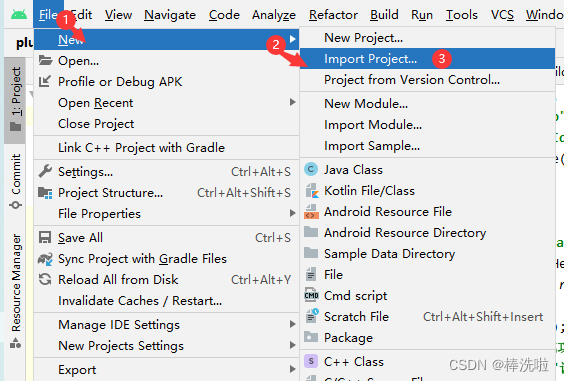 File Edit View Navigate Code Analyze Refactor Build Run Tools VCS Window
1
New
2
3
Open...
Profile or Debug APK
Open Recent
Close Project
Link C++ Project with Gradle
Settings... Ctrl+Alt+S
Project Structure... Ctrl+Alt+Shift+S
File Properties
Save All Ctrl+S
Sync Project with Gradle Files
Reload All from Disk Ctrl+Alt+Y
Invalidate Caches / Restart...
Manage IDE Settings
New Projects Settings
Export
New Project...
Import Project...
Project from Version Control...
New Module...
Import Module...
Import Sample...
Java Class
Kotlin File/Class
Android Resource File
Android Resource Directory
Sample Data Directory
File
CMD Cmd script
Scratch File Ctrl+Alt+Shift+Insert
Package
S C++ Class
1: Project
Commit
Resource Manager
CSDN @棒洗啦